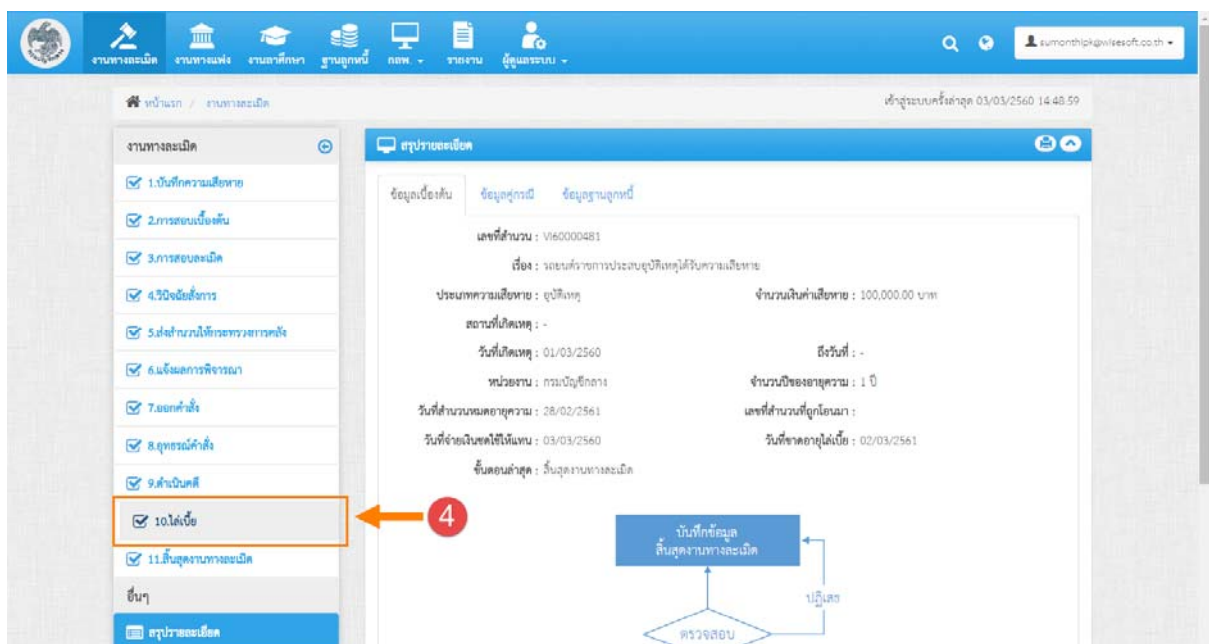 งานทางละเมิด งานทางแพ่ง งานลาศึกษา ฐานลูกหนี้ กลพ. รายงาน ผู้ดูแลระบบ sumonthipk@wisesoft.co.th
หน้าแรก / งานทางละเมิด เข้าสู่ระบบครั้งล่าสุด 03/03/2560 14:48:59
งานทางละเมิด
1.บันทึกความเสียหาย
2.การสอบเบื้องต้น
3.การสอบละเมิด
4.วินิจฉัยสั่งการ
5.ส่งสำนวนให้กระทรวงการคลัง
6.แจ้งผลการพิจารณา
7.ออกคำสั่ง
8.อุทธรณ์คำสั่ง
9.ดำเนินคดี
10.ไล่เบี้ย
4
11.สิ้นสุดงานทางละเมิด
อื่นๆ
สรุปรายละเอียด
สรุปรายละเอียด
ข้อมูลเบื้องต้น ข้อมูลคู่กรณี ข้อมูลฐานลูกหนี้
เลขที่สำนวน : VI60000481
เรื่อง : รถยนต์ราชการประสบอุบัติเหตุได้รับความเสียหาย
ประเภทความเสียหาย : อุบัติเหตุ จำนวนเงินค่าเสียหาย : 100,000.00 บาท
สถานที่เกิดเหตุ : -
วันที่เกิดเหตุ : 01/03/2560 ถึงวันที่ : -
หน่วยงาน : กรมบัญชีกลาง จำนวนปีของอายุความ : 1 ปี
วันที่สำนวนหมดอายุความ : 28/02/2561 เลขที่สำนวนที่ถูกโอนมา :
วันที่จ่ายเงินชดใช้ให้แทน : 03/03/2560 วันที่ขาดอายุไล่เบี้ย : 02/03/2561
ขั้นตอนล่าสุด : สิ้นสุดงานทางละเมิด
บันทึกข้อมูล
สิ้นสุดงานทางละเมิด
ปฏิเสธ
ตรวจสอบ